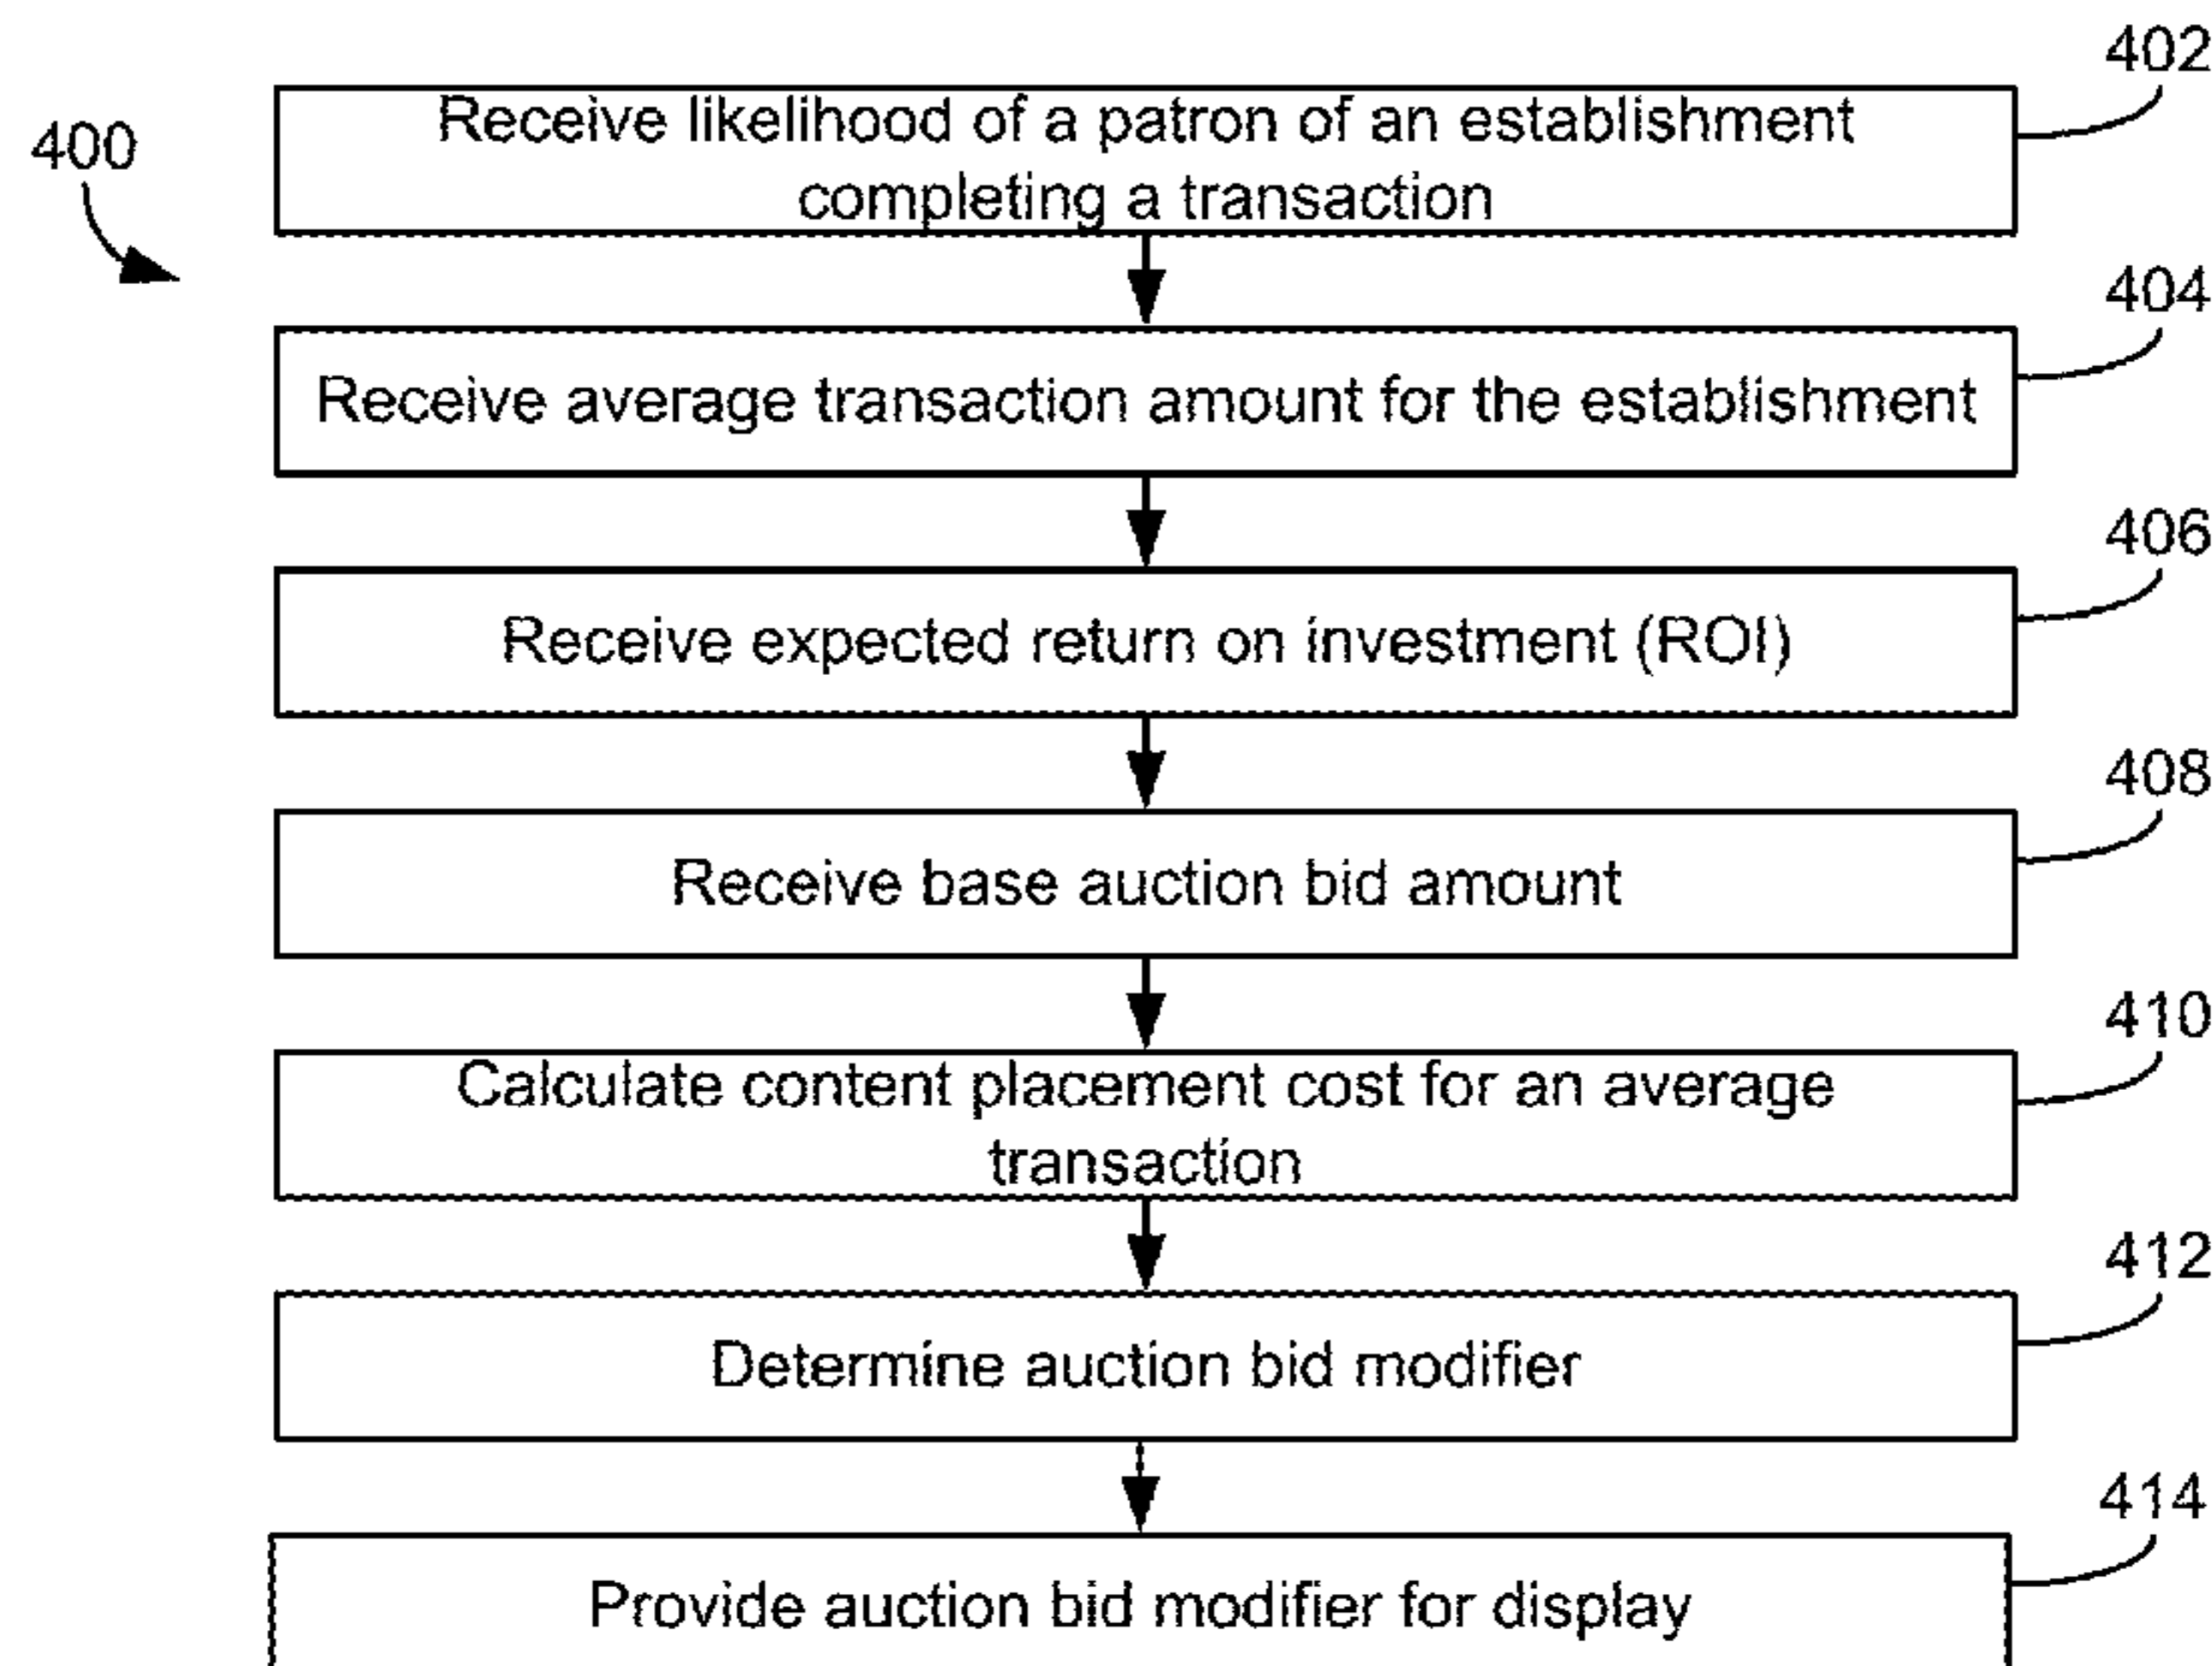 402
Receive likelihood of a patron of an establishment
completing a transaction
400
404
Receive average transaction amount for the establishment
406
Receive expected return on investment (ROI)
408
Receive base auction bid amount
410
Calculate content placement cost for an average
transaction
412
Determine auction bid modifier
414
Provide auction bid modifier for display